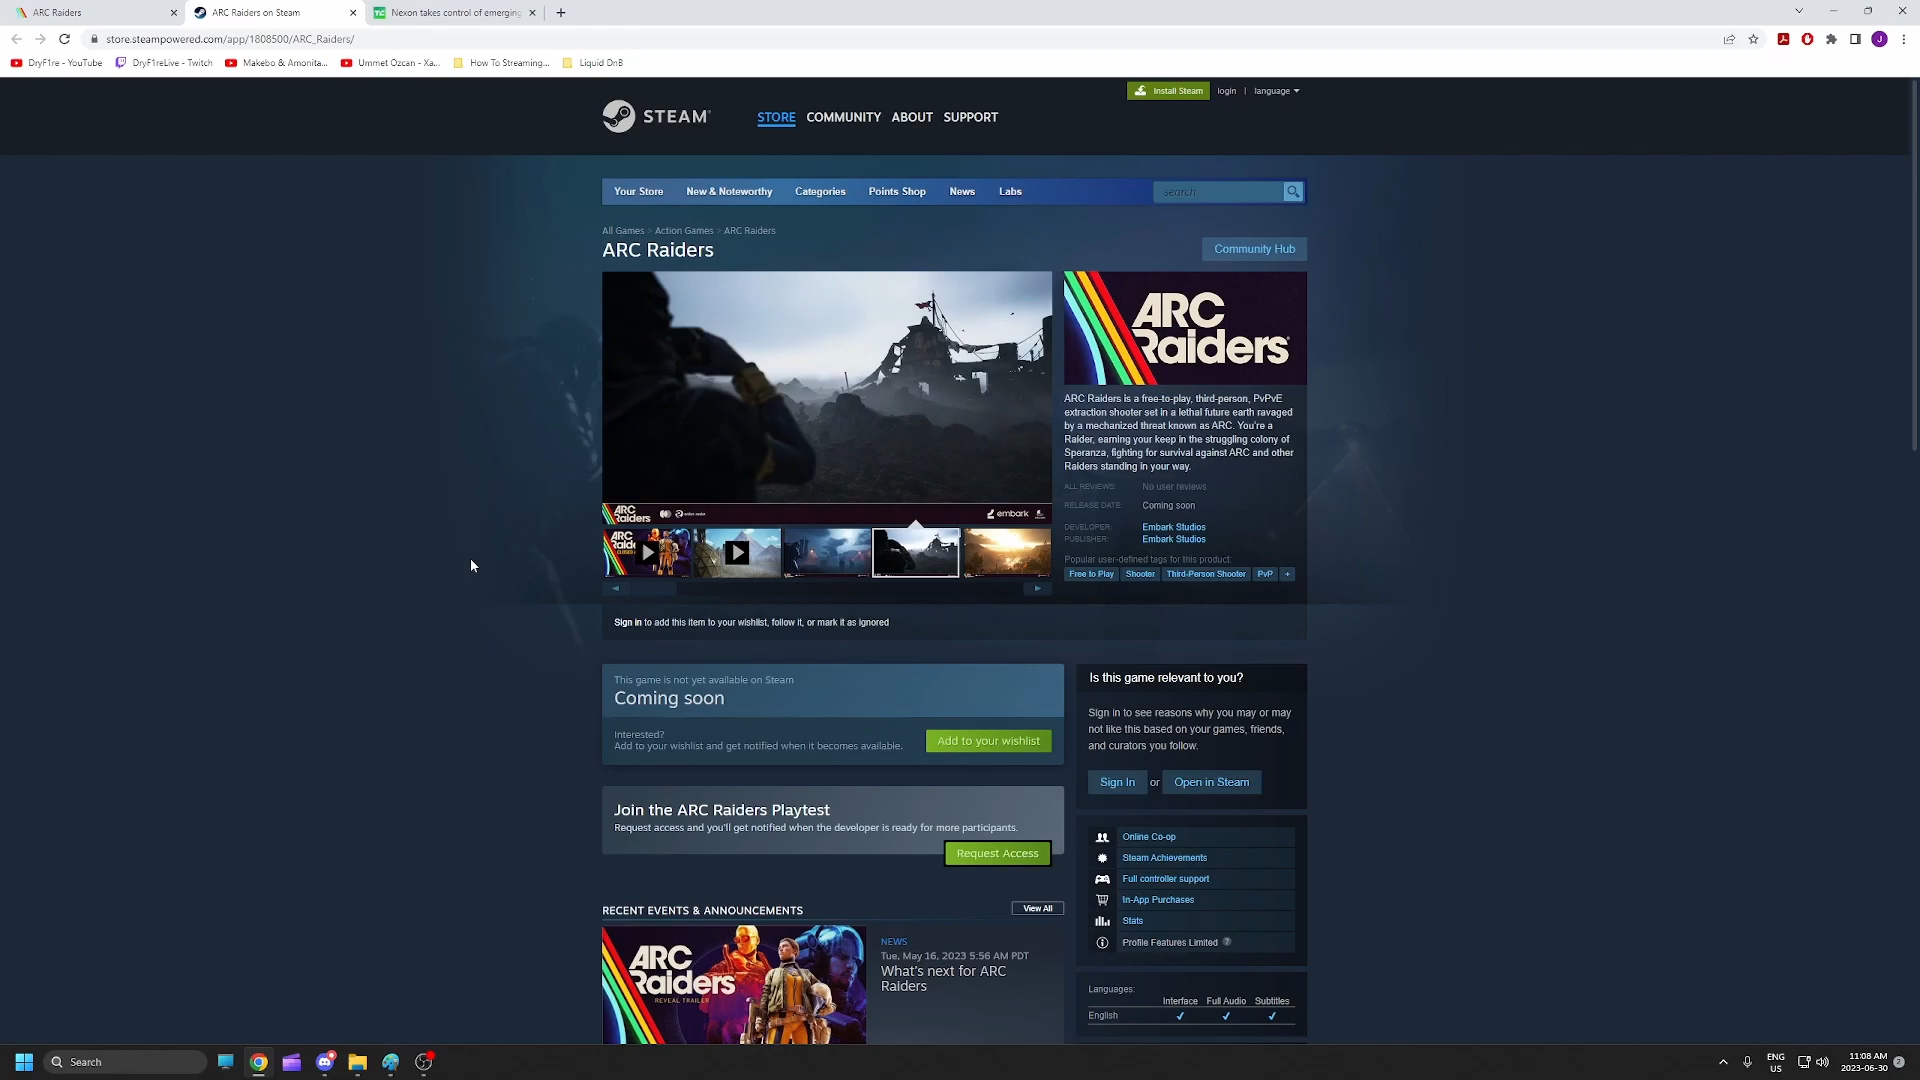 ARC Raiders
ARC Raiders on Steam
Nexon takes control of emerging
store.steampowered.com/app/1808500/ARC_Raiders/
J
DryF1re - YouTube
DryF1reLive - Twitch
Makebo & Amonita...
Ummet Ozcan - Xa...
How To Streaming...
Liquid DnB
Install Steam
login
|
language
STEAM
STORE
COMMUNITY
ABOUT
SUPPORT
Your Store
New & Noteworthy
Categories
Points Shop
News
Labs
search
All Games > Action Games > ARC Raiders
ARC Raiders
Community Hub
ARC
Raiders
ARC Raiders is a free-to-play, third-person, PvPvE
extraction shooter set in a lethal future earth ravaged
by a mechanized threat known as ARC. You're a
Raider, earning your keep in the struggling colony of
Speranza, fighting for survival against ARC and other
Raiders standing in your way.
ALL REVIEWS: No user reviews
RELEASE DATE: Coming soon
DEVELOPER: Embark Studios
PUBLISHER: Embark Studios
Popular user-defined tags for this product:
Free to Play
Shooter
Third-Person Shooter
PvP
+
ARC
Raiders
embark
Sign in to add this item to your wishlist, follow it, or mark it as ignored
This game is not yet available on Steam
Coming soon
Interested?
Add to your wishlist and get notified when it becomes available.
Add to your wishlist
Join the ARC Raiders Playtest
Request access and you'll get notified when the developer is ready for more participants.
Request Access
Is this game relevant to you?
Sign in to see reasons why you may or may
not like this based on your games, friends,
and curators you follow.
Sign In or Open in Steam
Online Co-op
Steam Achievements
Full controller support
In-App Purchases
Stats
Profile Features Limited ?
Languages:
Interface Full Audio Subtitles
English ✓ ✓ ✓
RECENT EVENTS & ANNOUNCEMENTS
View All
ARC
Raiders
REVEAL TRAILER
NEWS
Tue, May 16, 2023 5:56 AM PDT
What's next for ARC
Raiders
Search
ENG
US
11:08 AM
2023-06-30
2